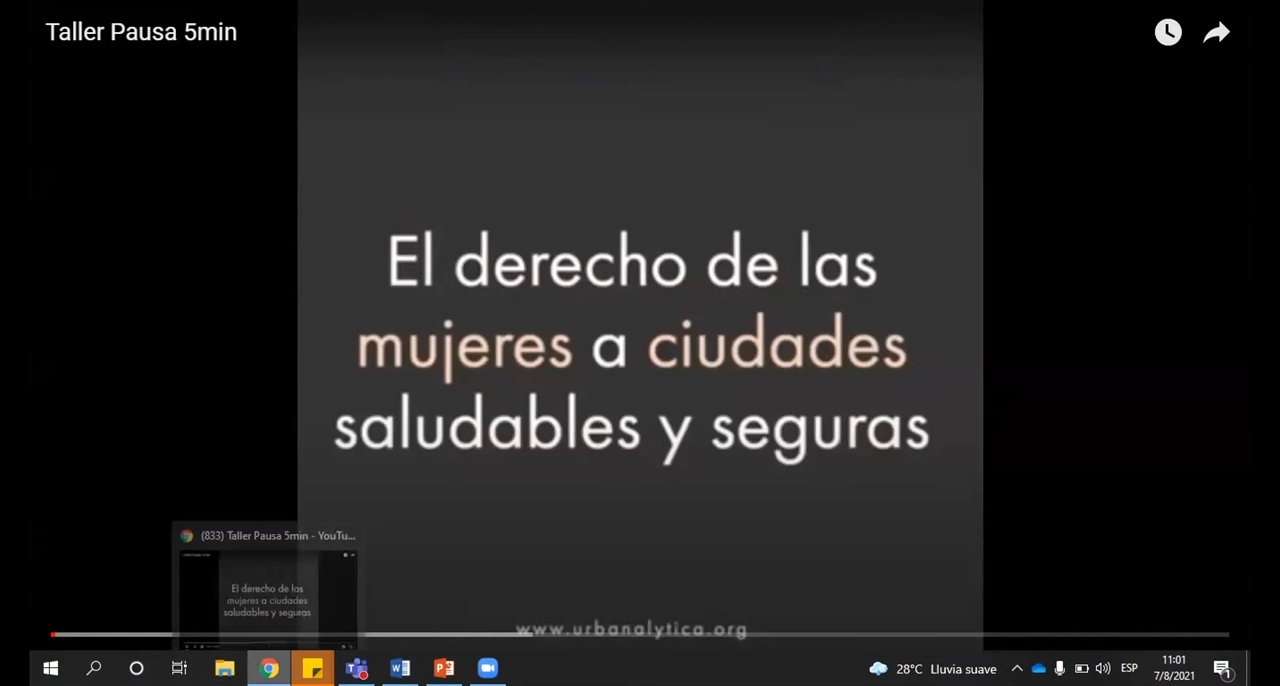 Taller Pausa 5min
El derecho de las
mujeres a ciudades
saludables y seguras
(833) Taller Pausa 5min - YouTu...
El derecho de las
mujeres a ciudades
saludables y seguras
www.urbanalytica.org
28°C Lluvia suave
ESP
11:01
7/8/2021
1